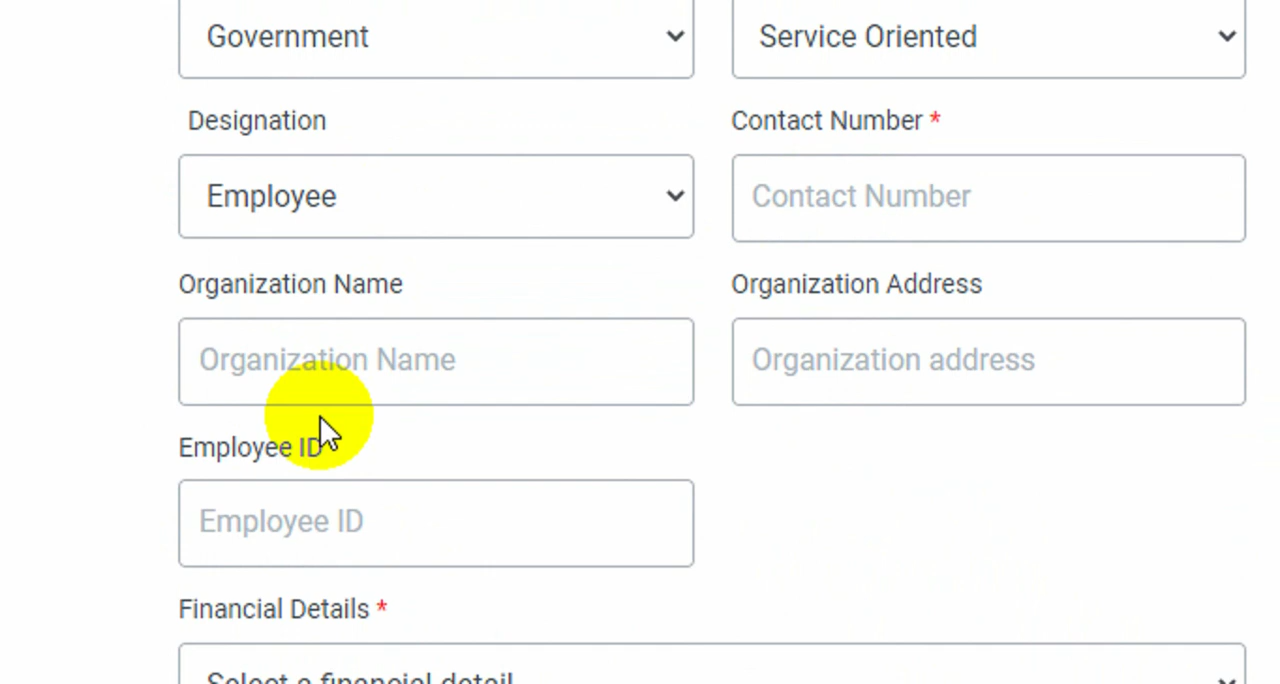 Government Service Oriented
Designation Contact Number *
Employee Contact Number
Organization Name Organization Address
Organization Name Organization address
Employee ID
Employee ID
Financial Details *
Select a financial detail